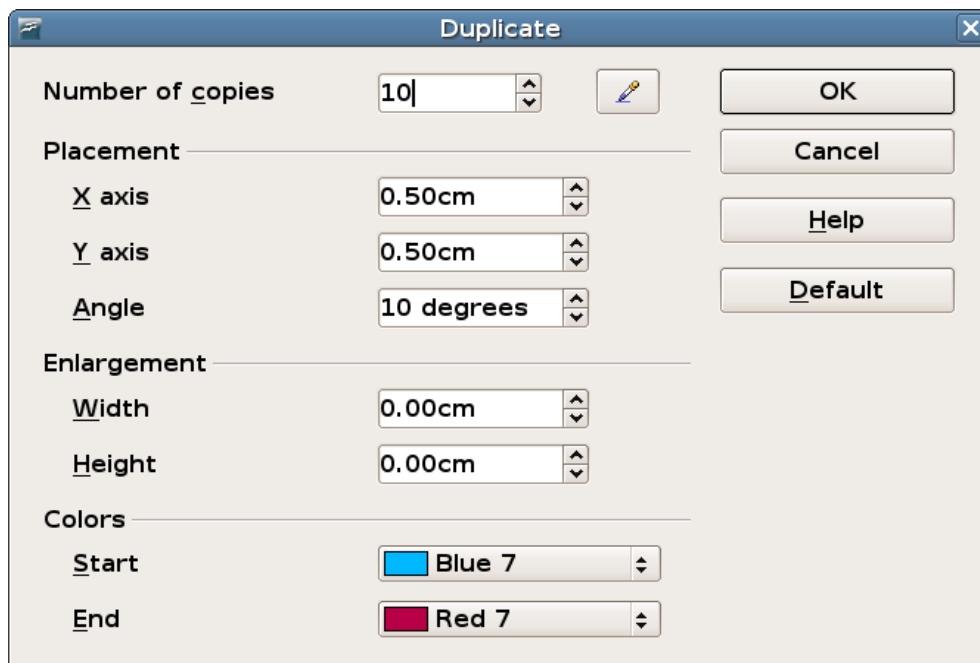 Duplicate
Number of copies 10 OK
Placement Cancel
X axis 0.50cm Help
Y axis 0.50cm
Angle 10 degrees Default
Enlargement
Width 0.00cm
Height 0.00cm
Colors
Start Blue 7
End Red 7